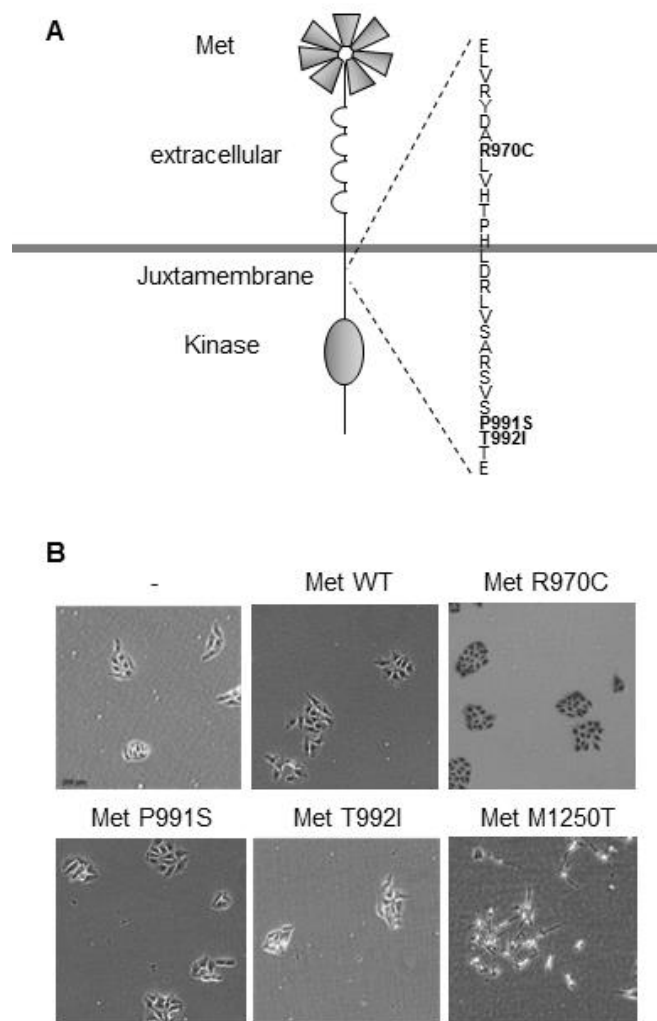 A
Met
extracellular
Juxtamembrane
Kinase
E
L
V
R
Y
D
A
R970C
L
V
H
T
P
H
L
D
R
L
V
S
A
R
S
V
S
P991S
T992I
T
E
B
-
Met WT
Met R970C
Met P991S
Met T992I
Met M1250T